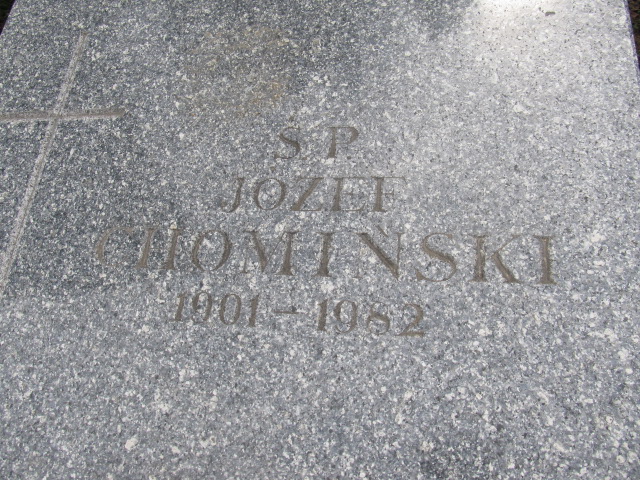 Ś. P.
JÓZEF
CHOMIŃSKI
1901 – 1982